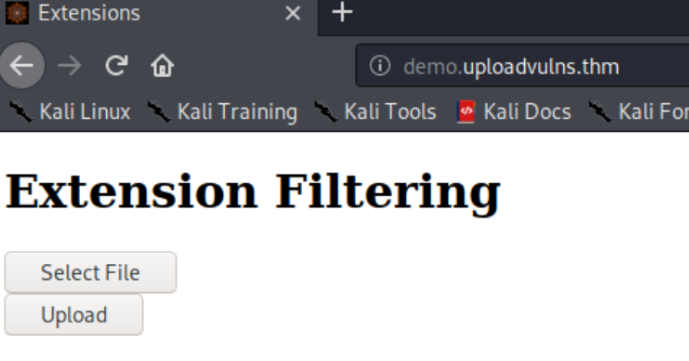 Extensions
demo.uploadvulns.thm
Kali Linux Kali Training Kali Tools Kali Docs Kali For
Extension Filtering
Select File
Upload